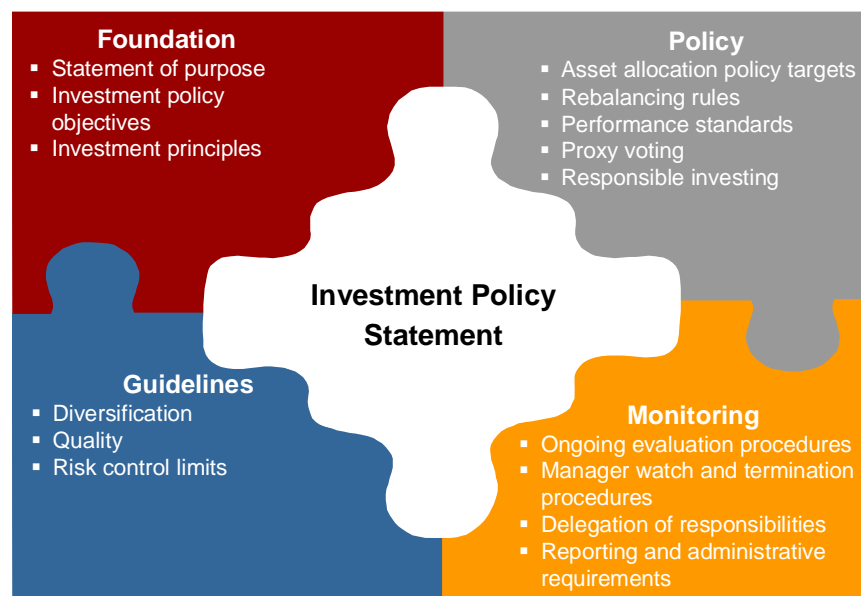 Foundation
▪ Statement of purpose
▪ Investment policy
objectives
▪ Investment principles
Policy
▪ Asset allocation policy targets
▪ Rebalancing rules
▪ Performance standards
▪ Proxy voting
▪ Responsible investing
Investment Policy
Statement
Guidelines
▪ Diversification
▪ Quality
▪ Risk control limits
Monitoring
▪ Ongoing evaluation procedures
▪ Manager watch and termination
procedures
▪ Delegation of responsibilities
▪ Reporting and administrative
requirements